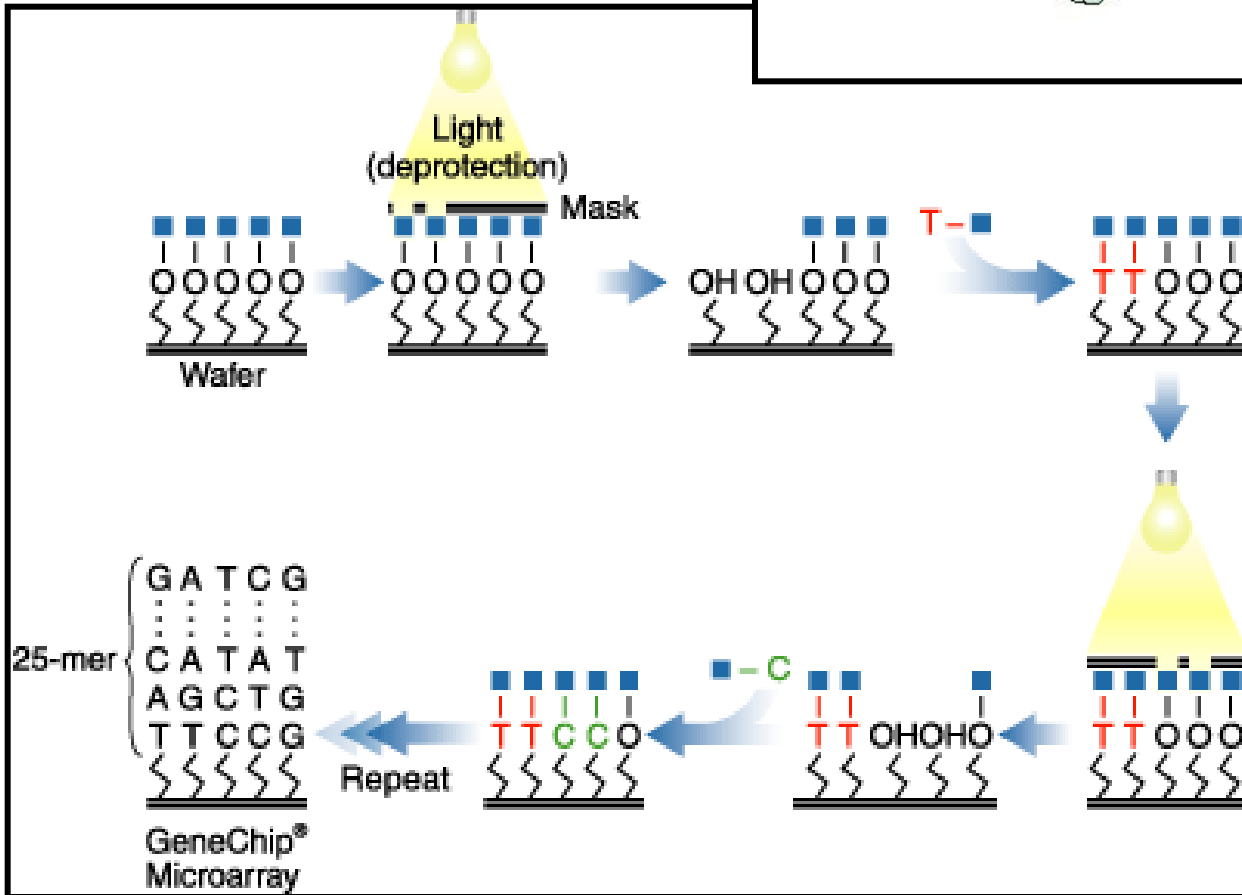 Light
(deprotection)
Mask
O O O O O
O O O O O
OH OH O O O
T – 
T T O O O
Wafer
G A T C G
25-mer
C A T A T
A G C T G
T T C C G
Repeat
T T C C O
– C
T T OH OH O
T T O O O
GeneChip®
Microarray